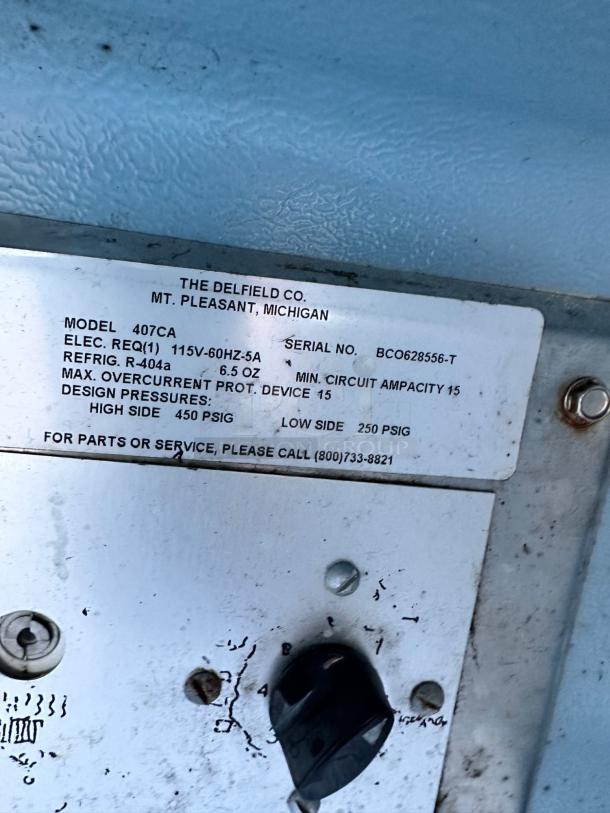 THE DELFIELD CO.
MT. PLEASANT, MICHIGAN
MODEL 407CA
SERIAL NO. BCO628556-T
ELEC. REQ(1) 115V-60HZ-5A
REFRIG. R-404a 6.5 OZ
MIN. CIRCUIT AMPACITY 15
MAX. OVERCURRENT PROT. DEVICE 15
DESIGN PRESSURES:
HIGH SIDE 450 PSIG
LOW SIDE 250 PSIG
FOR PARTS OR SERVICE, PLEASE CALL (800)733-8821
GROUP
4